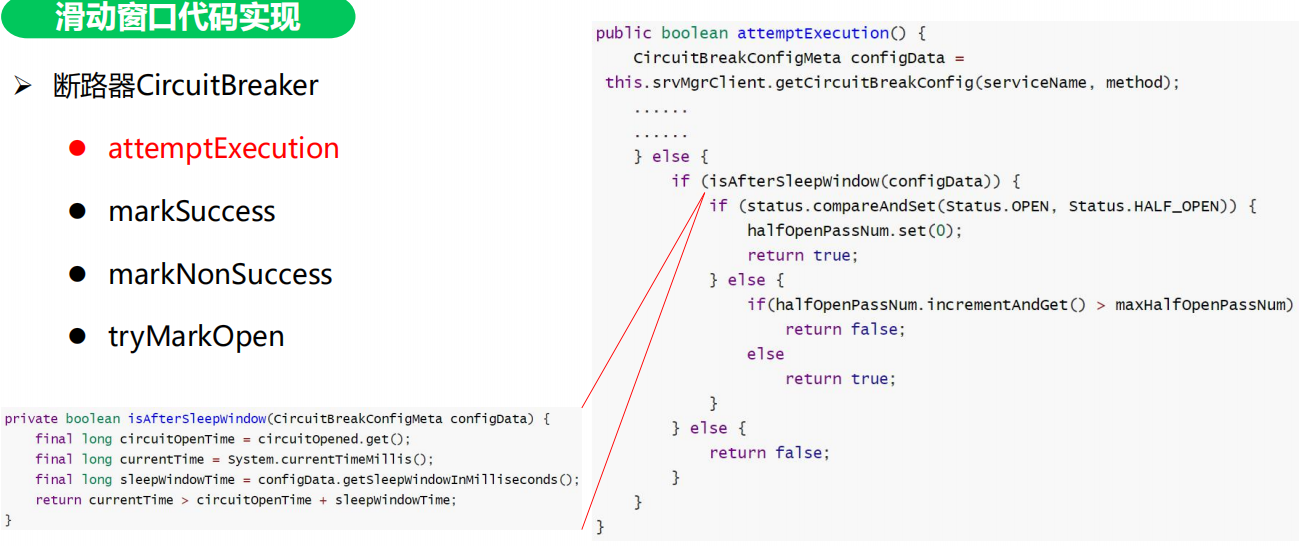 滑动窗口代码实现
断路器CircuitBreaker
attemptExecution
markSuccess
markNonSuccess
tryMarkOpen
private boolean isAfterSleepWindow(CircuitBreakConfigMeta configData) {
    final long circuitOpenTime = circuitOpened.get();
    final long currentTime = System.currentTimeMillis();
    final long sleepWindowTime = configData.getSleepWindowInMilliseconds();
    return currentTime > circuitOpenTime + sleepWindowTime;
}
public boolean attemptExecution() {
    CircuitBreakConfigMeta configData =
 this.srvMgrClient.getCircuitBreakConfig(serviceName, method);
    ......
    ......
    } else {
        if (isAfterSleepWindow(configData)) {
            if (status.compareAndSet(Status.OPEN, Status.HALF_OPEN)) {
                halfOpenPassNum.set(0);
                return true;
            } else {
                if(halfOpenPassNum.incrementAndGet() > maxHalfOpenPassNum)
                    return false;
                else
                    return true;
            }
        } else {
            return false;
        }
    }
}